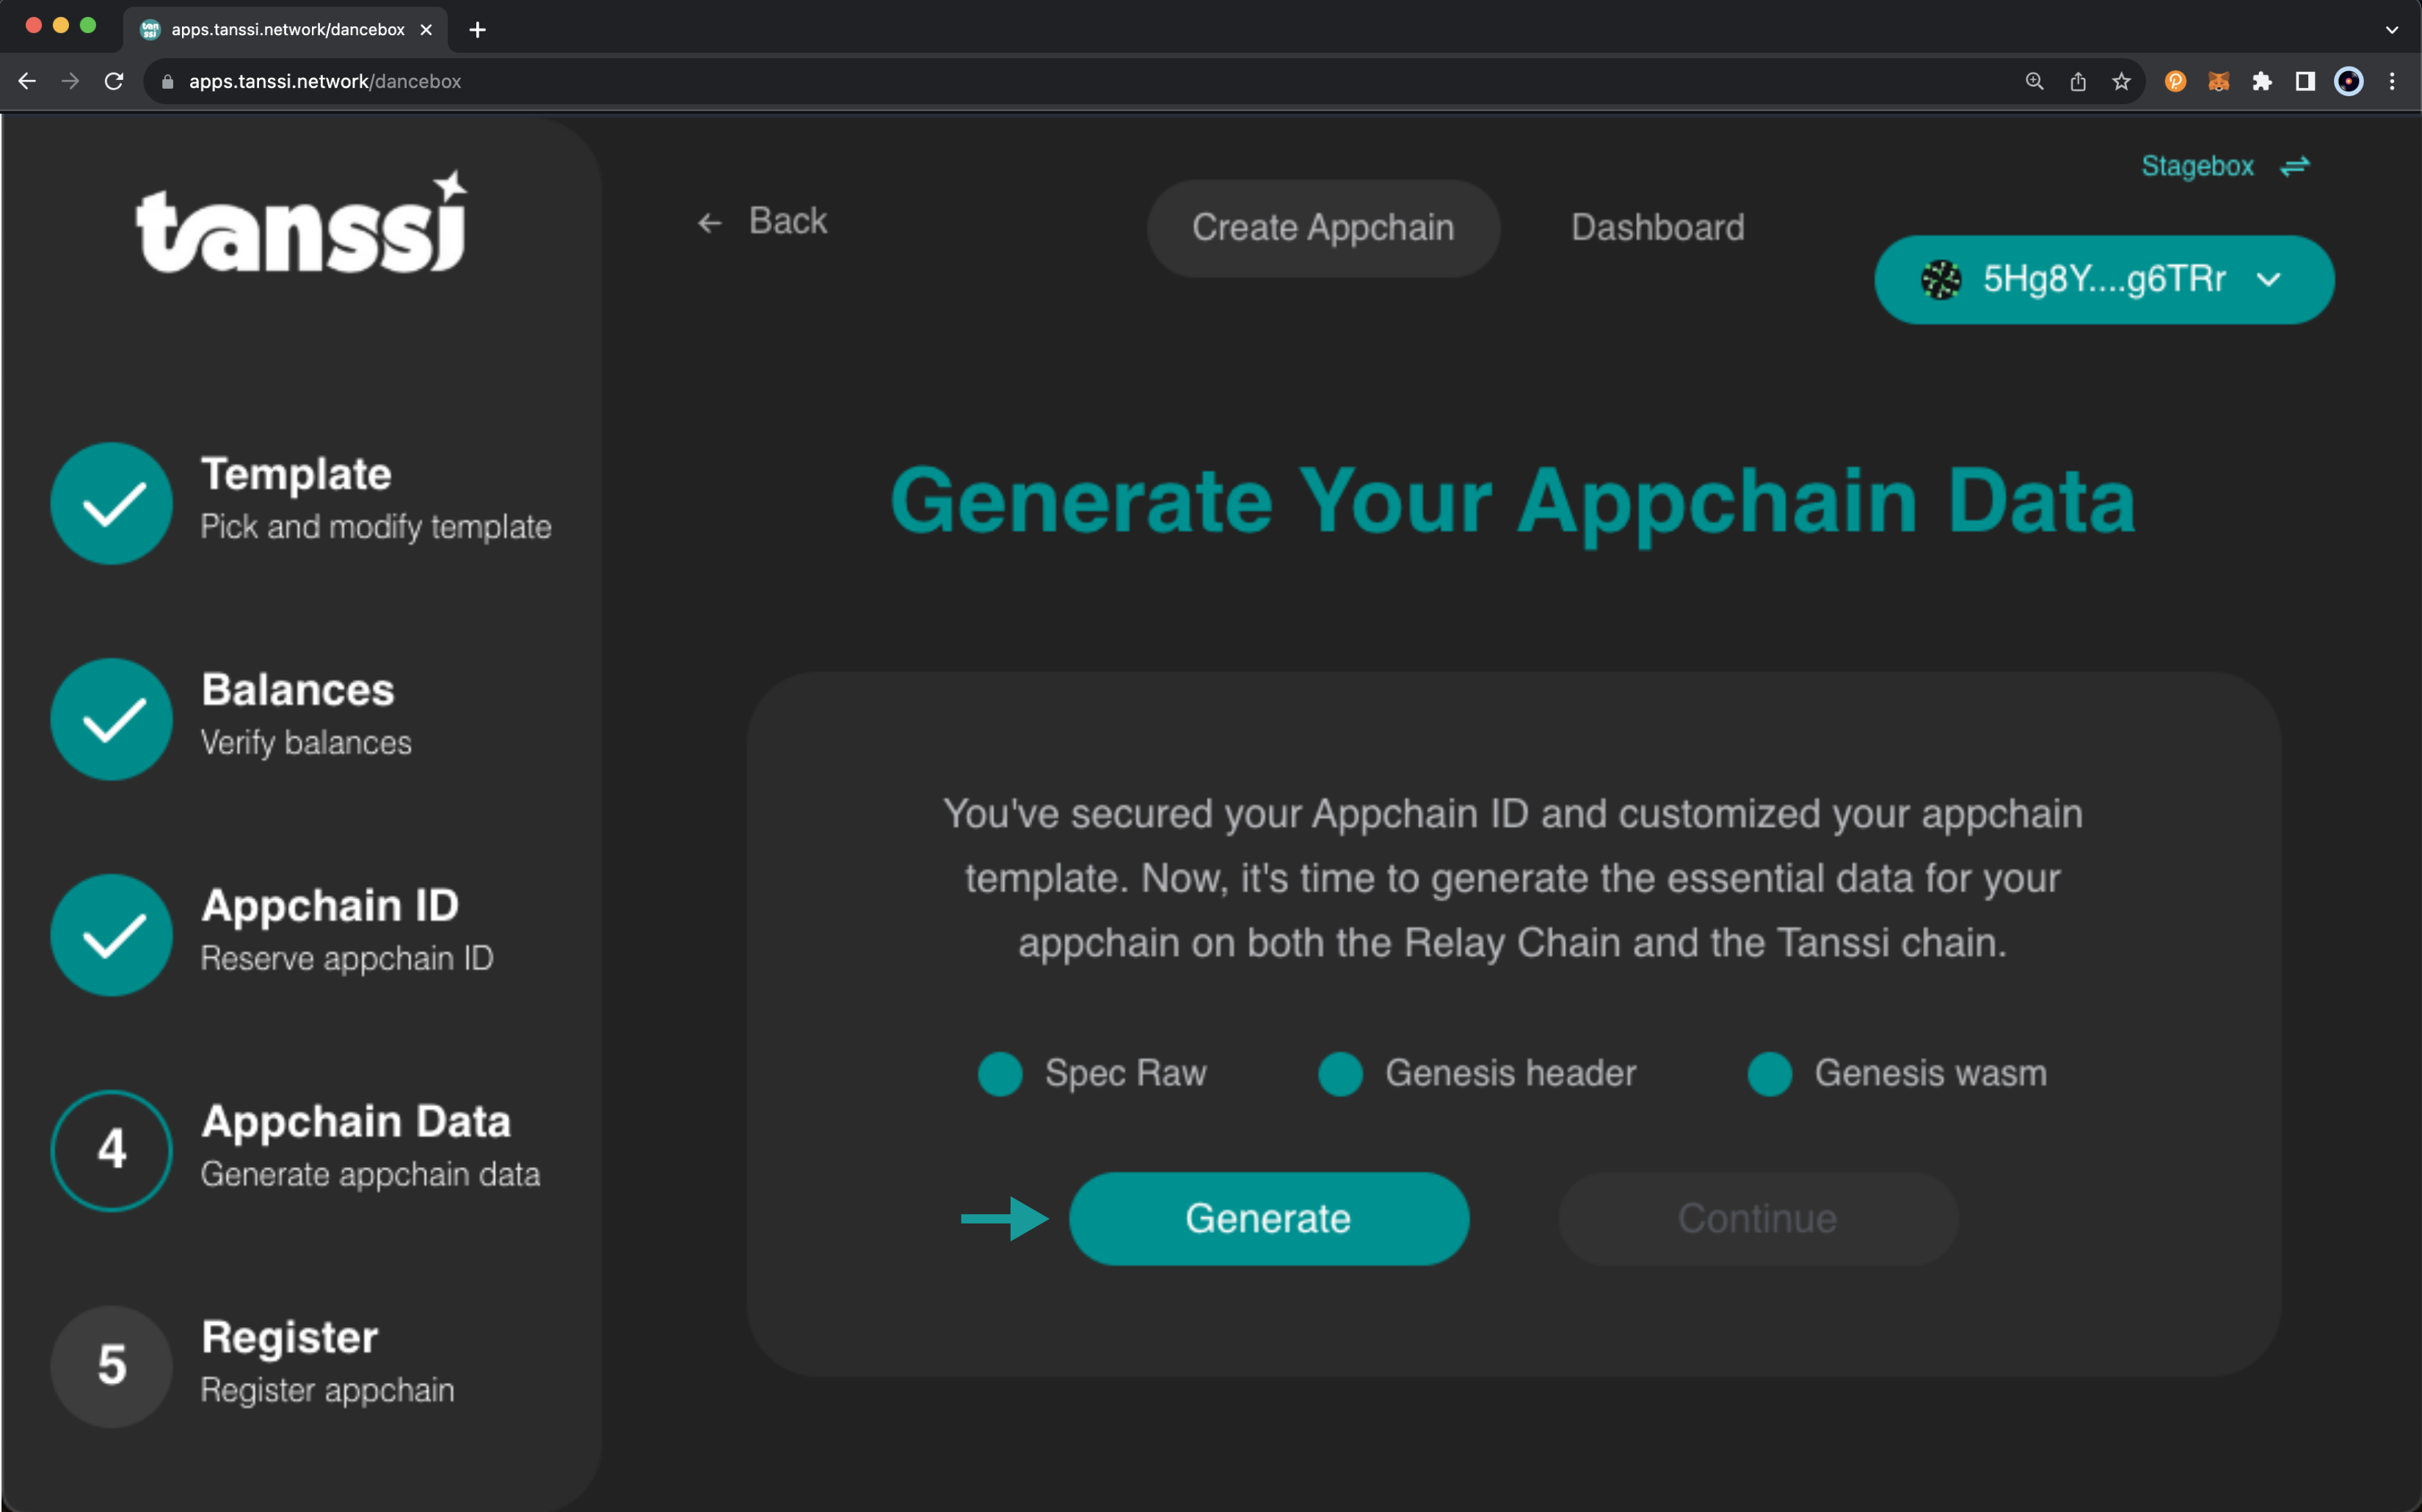 apps.tanssi.network/dancebox
apps.tanssi.network/dancebox
tanssi
Template
Pick and modify template
Balances
Verify balances
Appchain ID
Reserve appchain ID
4
Appchain Data
Generate appchain data
5
Register
Register appchain
Back
Create Appchain
Dashboard
Stagebox
5Hg8Y....g6TRr
Generate Your Appchain Data
You've secured your Appchain ID and customized your appchain
template. Now, it's time to generate the essential data for your
appchain on both the Relay Chain and the Tanssi chain.
Spec Raw
Genesis header
Genesis wasm
Generate
Continue